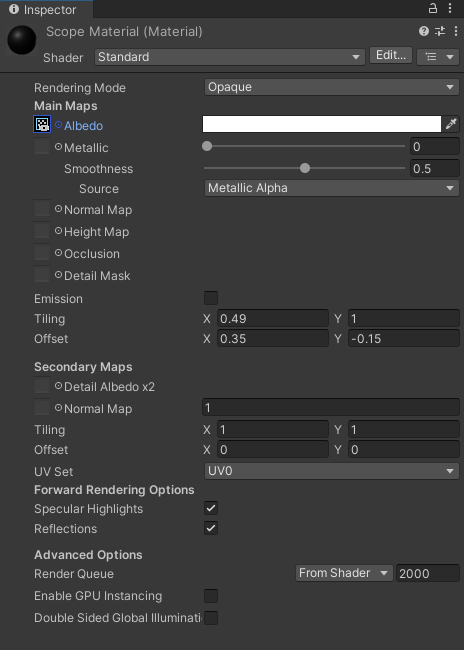 Inspector
Scope Material (Material)
Shader Standard Edit...
Rendering Mode Opaque
Main Maps
Albedo
Metallic 0
Smoothness 0.5
Source Metallic Alpha
Normal Map
Height Map
Occlusion
Detail Mask
Emission
Tiling X 0.49 Y 1
Offset X 0.35 Y -0.15
Secondary Maps
Detail Albedo x2
Normal Map 1
Tiling X 1 Y 1
Offset X 0 Y 0
UV Set UV0
Forward Rendering Options
Specular Highlights
Reflections
Advanced Options
Render Queue From Shader 2000
Enable GPU Instancing
Double Sided Global Illuminati